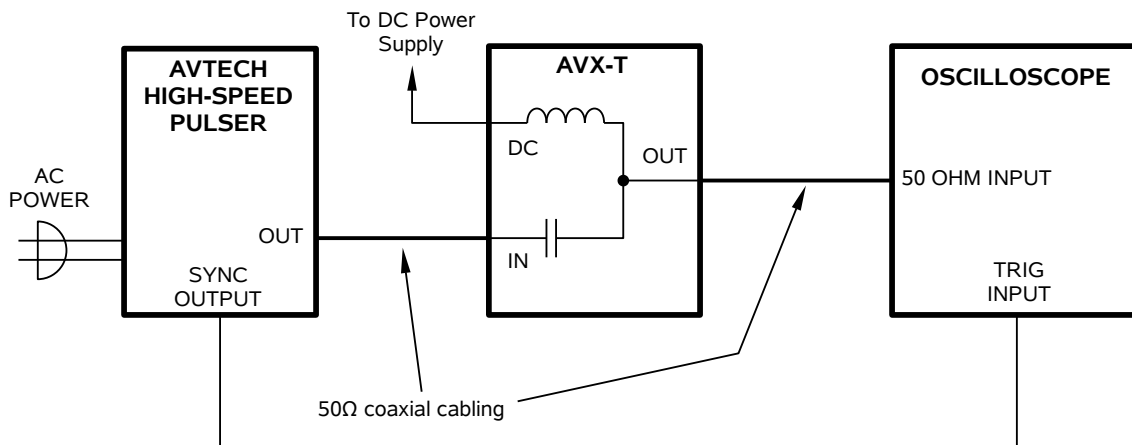 To DC Power
Supply
AVTECH
HIGH-SPEED
PULSER
AVX-T
OSCILLOSCOPE
DC
OUT
50 OHM INPUT
AC
POWER
OUT
IN
SYNC
OUTPUT
TRIG
INPUT
50Ω coaxial cabling